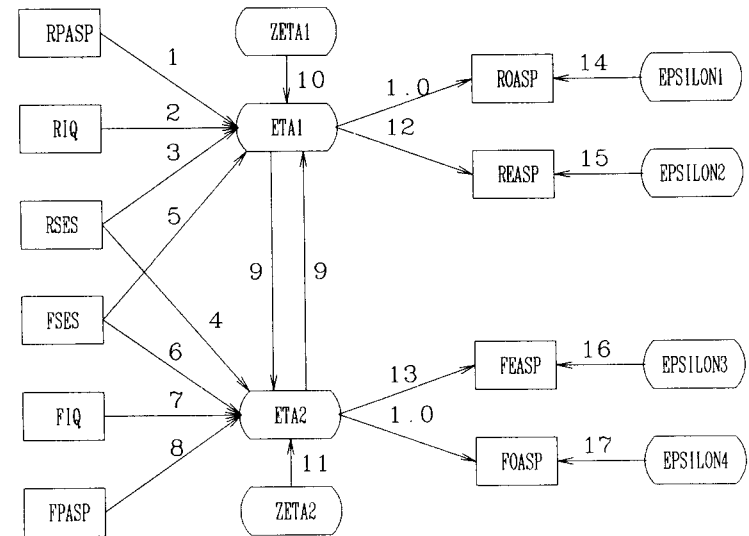 RPASP
ZETA1
1
10
1.0
ROASP
14
EPSILON1
RIQ
2
ETA1
12
3
REASP
15
EPSILON2
RSES
5
9
9
FSES
4
6
13
FEASP
16
EPSILON3
FIQ
7
ETA2
1.0
8
11
FOASP
17
EPSILON4
FPASP
ZETA2